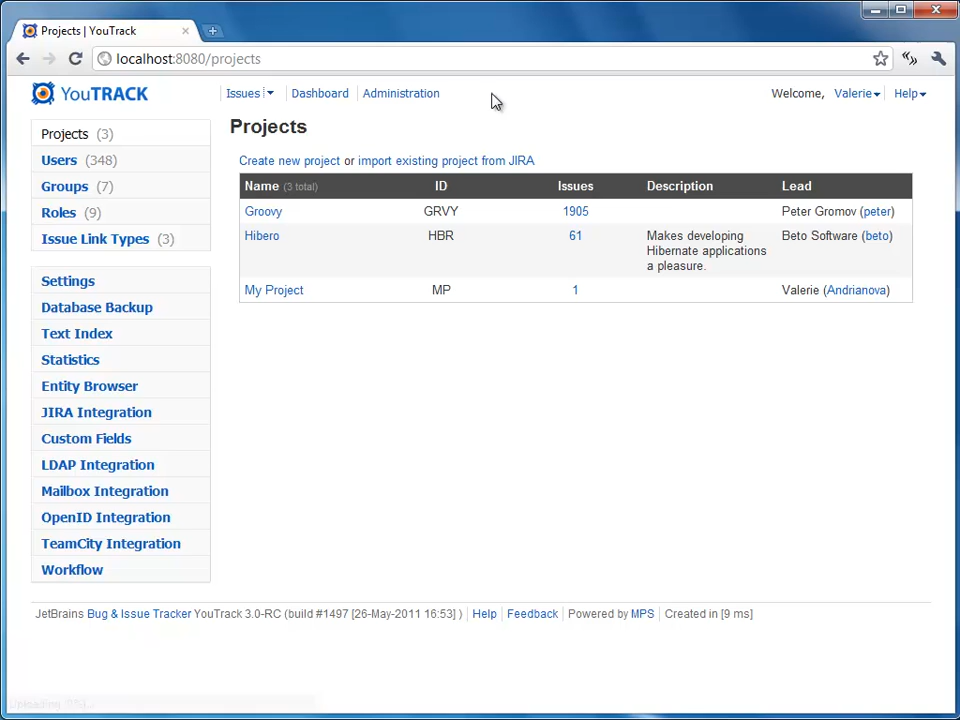 Projects | YouTrack
localhost:8080/projects
YouTRACK
Issues Dashboard Administration
Welcome, Valerie Help
Projects (3)
Users (348)
Groups (7)
Roles (9)
Issue Link Types (3)
Settings
Database Backup
Text Index
Statistics
Entity Browser
JIRA Integration
Custom Fields
LDAP Integration
Mailbox Integration
OpenID Integration
TeamCity Integration
Workflow
Projects
Create new project or import existing project from JIRA
Name (3 total) ID Issues Description Lead
Groovy GRVY 1905 Peter Gromov (peter)
Hibero HBR 61 Makes developing Beto Software (beto)
Hibernate applications
a pleasure.
My Project MP 1 Valerie (Andrianova)
JetBrains Bug & Issue Tracker YouTrack 3.0-RC (build #1497 [26-May-2011 16:53] ) Help Feedback Powered by MPS Created in [9 ms]